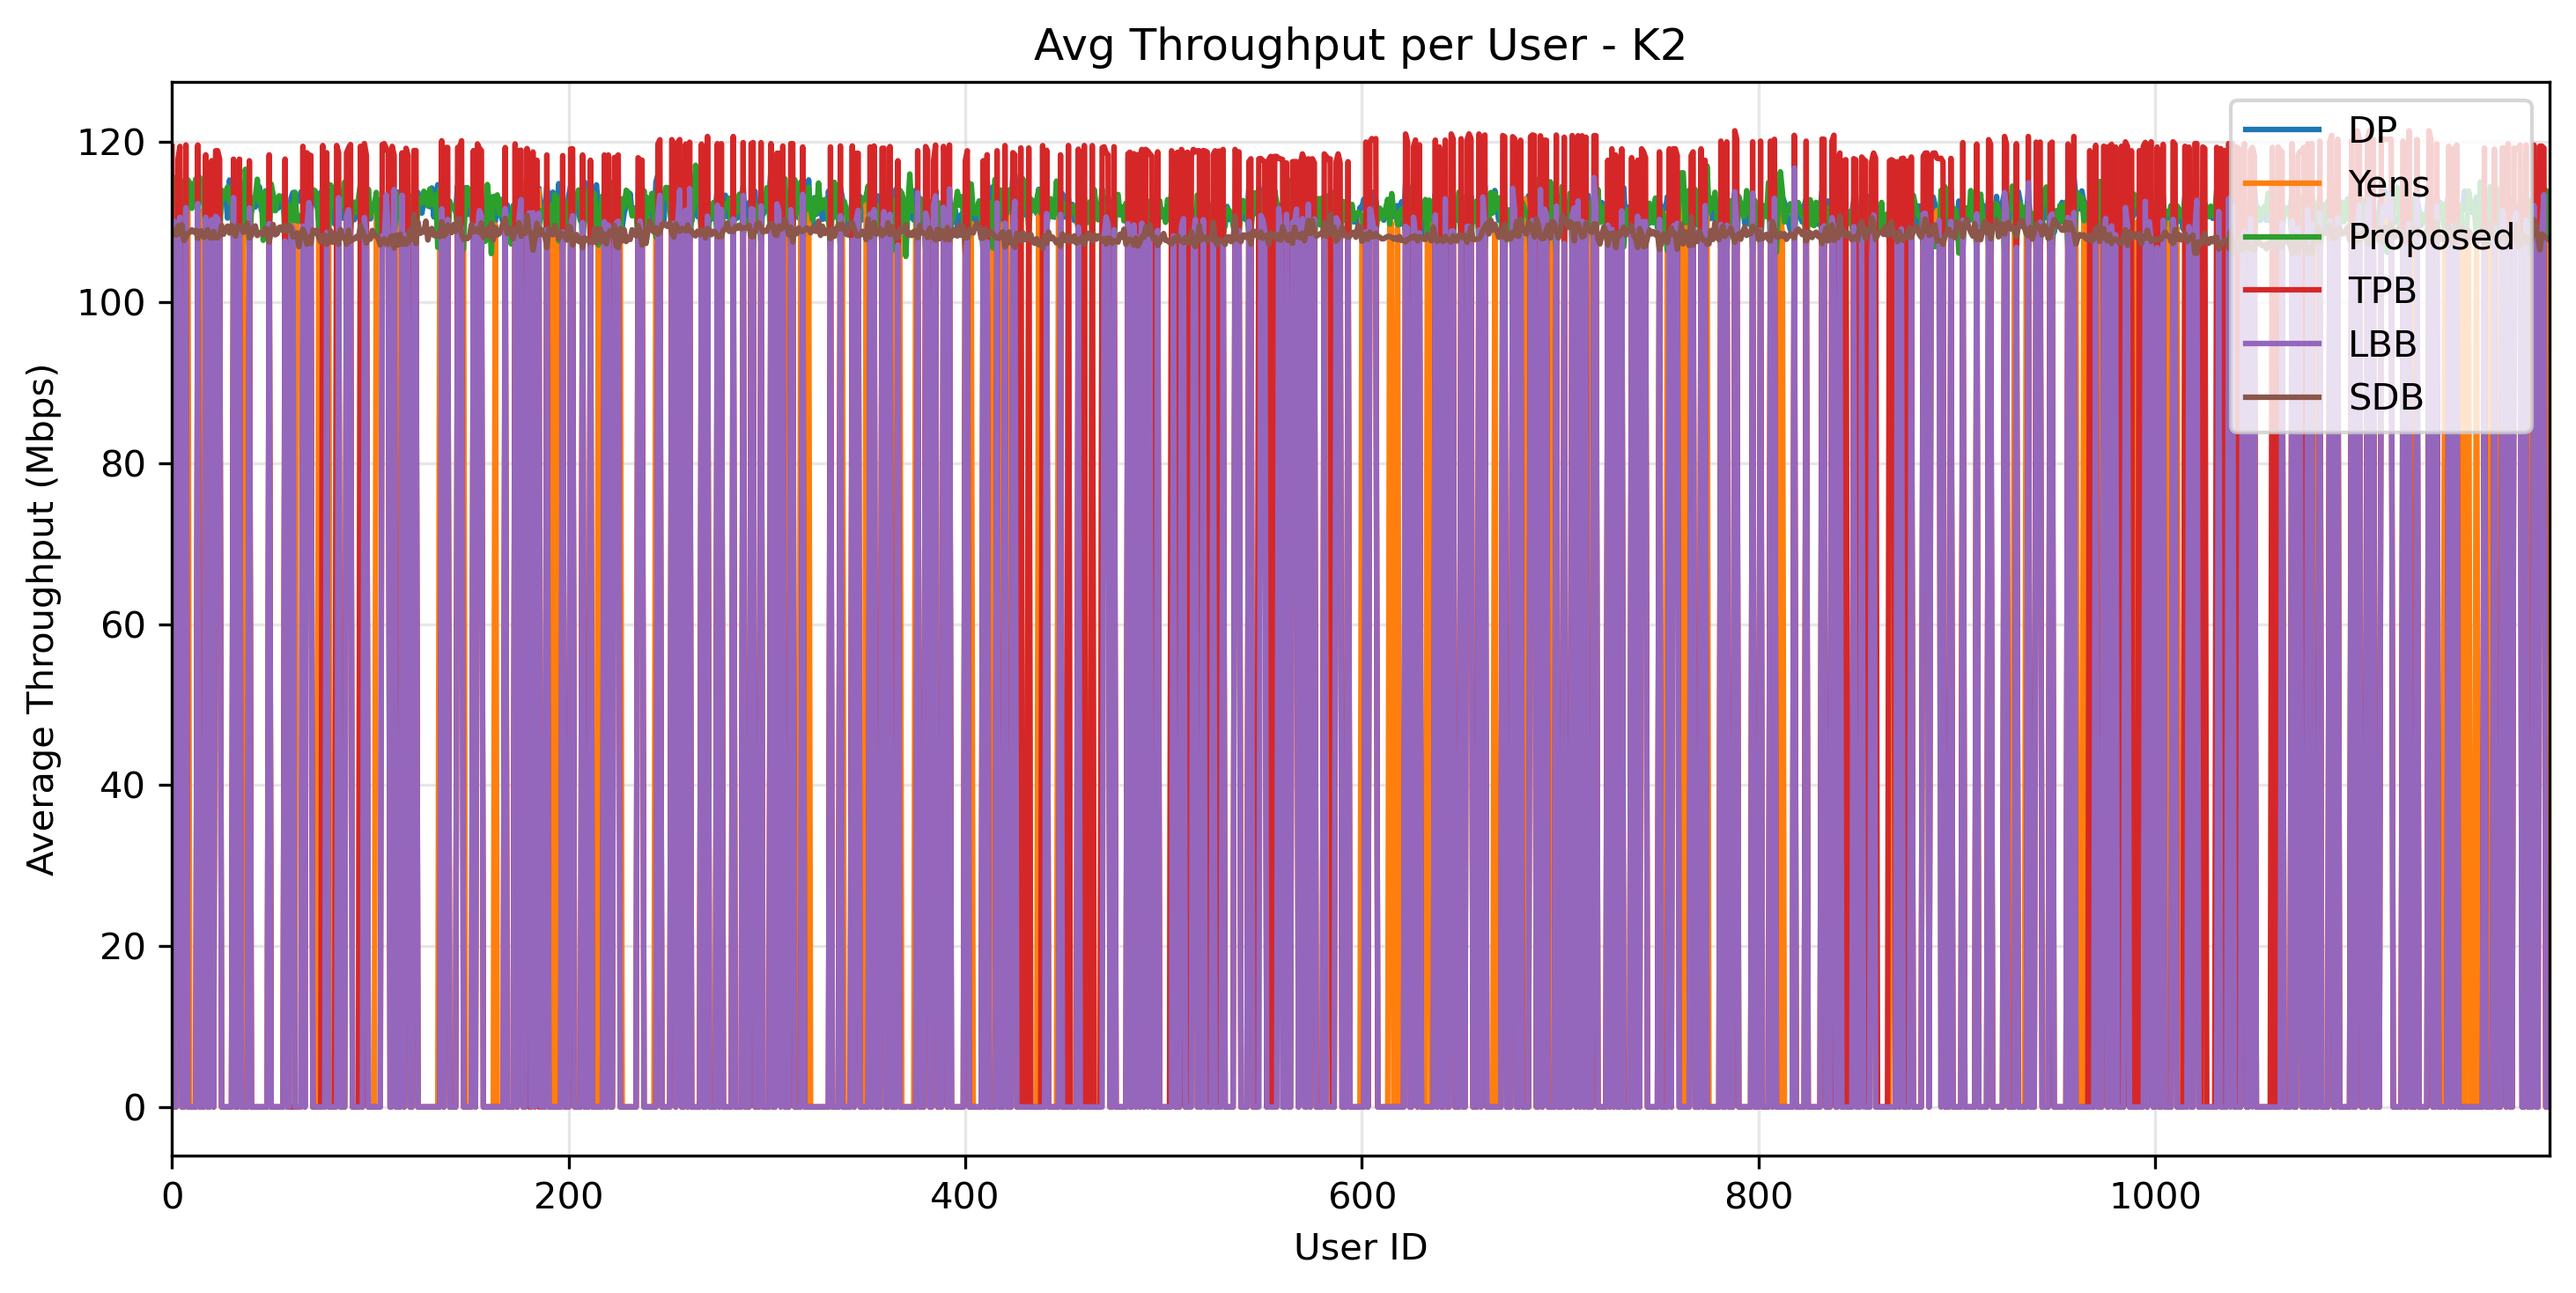 Avg Throughput per User - K2
Average Throughput (Mbps)
120
100
80
60
40
20
0
0 200 400 600 800 1000
User ID
DP
Yens
Proposed
TPB
LBB
SDB